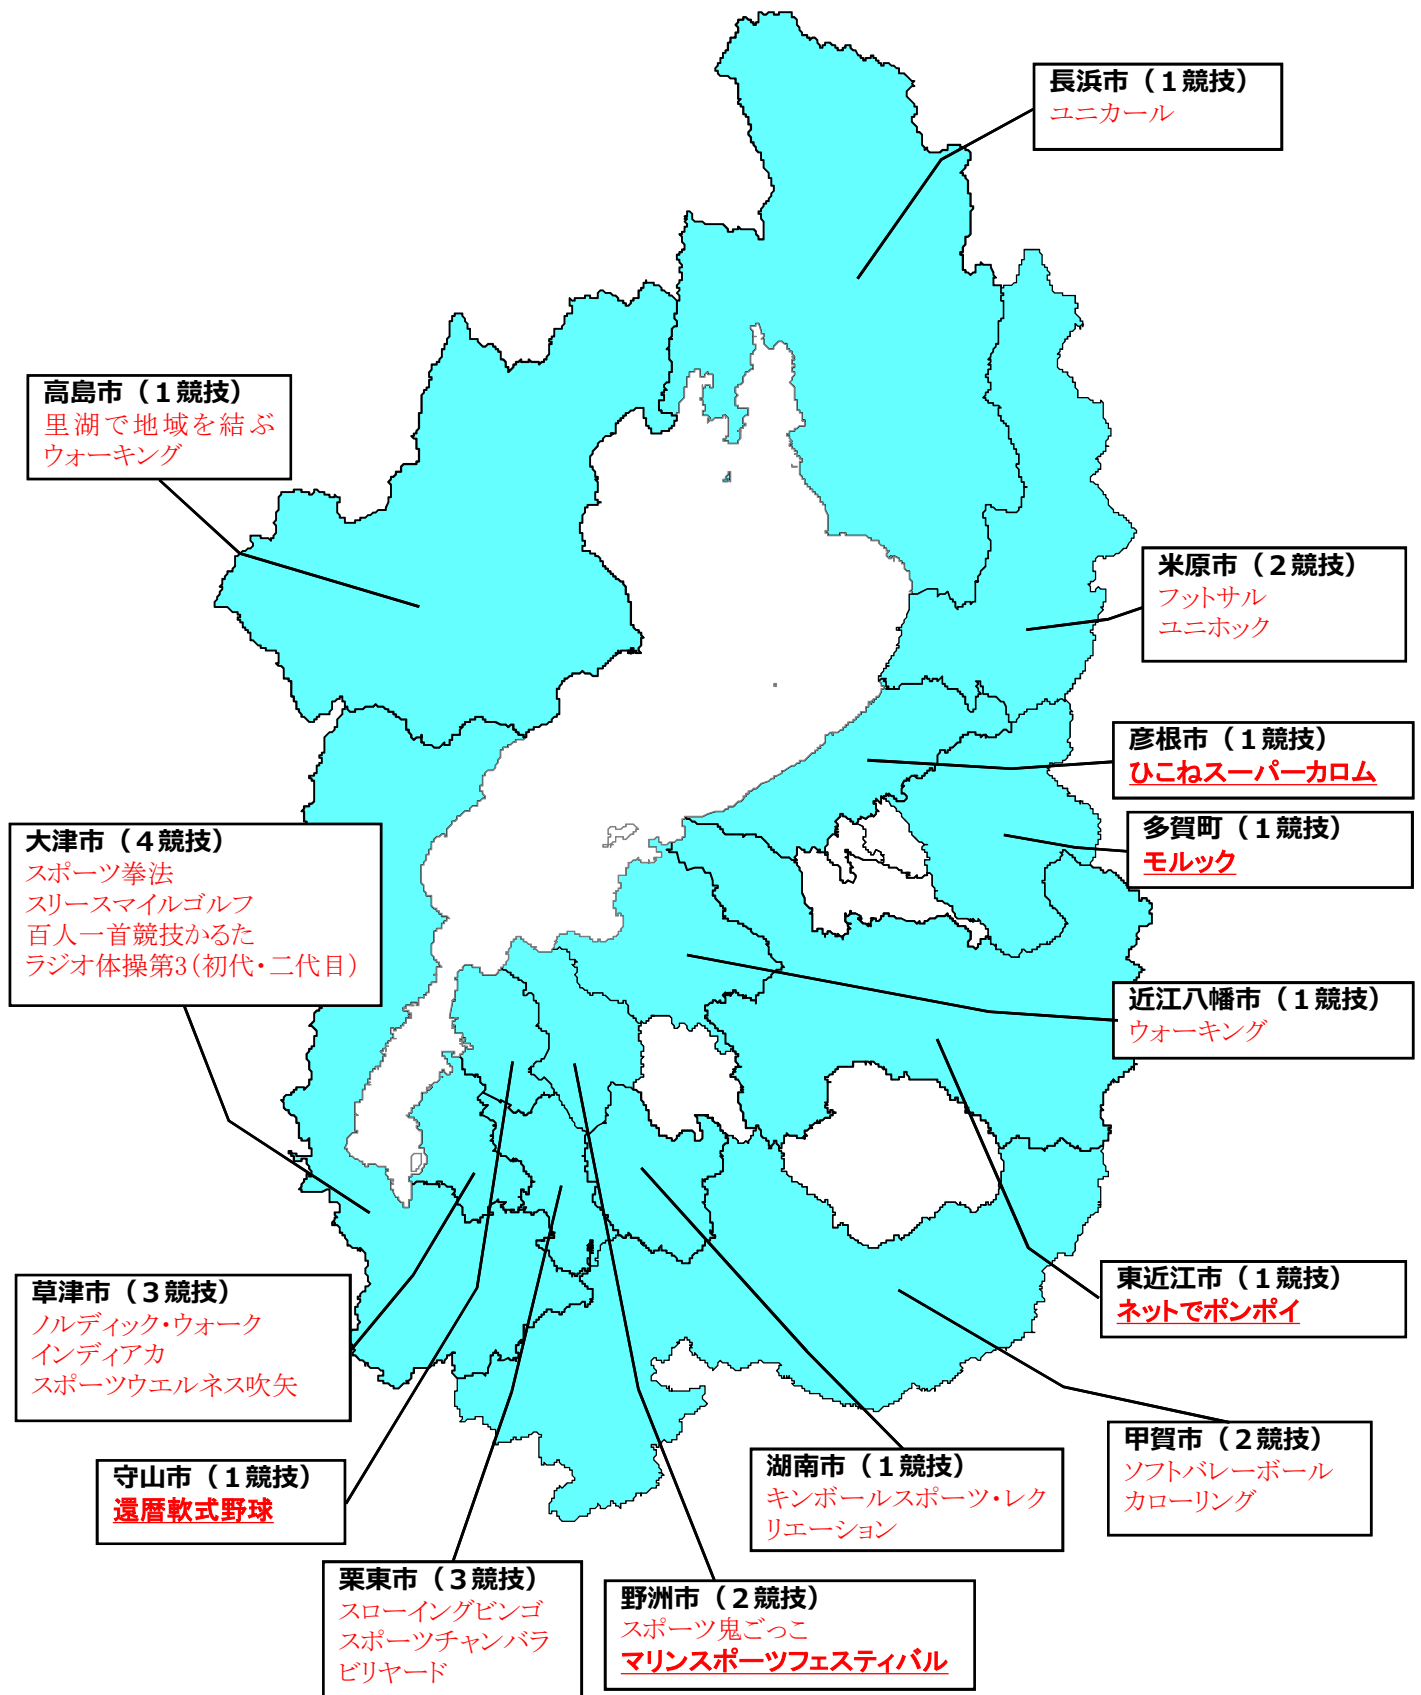 長浜市（１競技）
ユニカール
高島市（１競技）
里湖で地域を結ぶ
ウォーキング
米原市（２競技）
フットサル
ユニホック
彦根市（１競技）
ひこねスーパーカロム
多賀町（１競技）
モルック
大津市（４競技）
スポーツ拳法
スリースマイルゴルフ
百人一首競技かるた
ラジオ体操第3（初代・二代目）
近江八幡市（１競技）
ウォーキング
東近江市（１競技）
ネットでポンポイ
草津市（３競技）
ノルディック・ウォーク
インディアカ
スポーツウエルネス吹矢
甲賀市（２競技）
ソフトバレーボール
カローリング
湖南市（１競技）
キンボールスポーツ・レク
リエーション
守山市（１競技）
還暦軟式野球
栗東市（３競技）
スローイングビンゴ
スポーツチャンバラ
ビリヤード
野洲市（２競技）
スポーツ鬼ごっこ
マリンスポーツフェスティバル